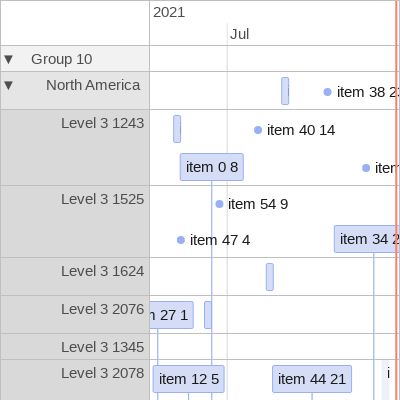 2021
Jul
▼ Group 10
▼ North America
item 38
Level 3 1243
item 40 14
item 0 8
Level 3 1525
item 54 9
item 47 4
item 34 2
Level 3 1624
Level 3 2076
27 1
Level 3 1345
Level 3 2078
item 12 5
item 44 21
i